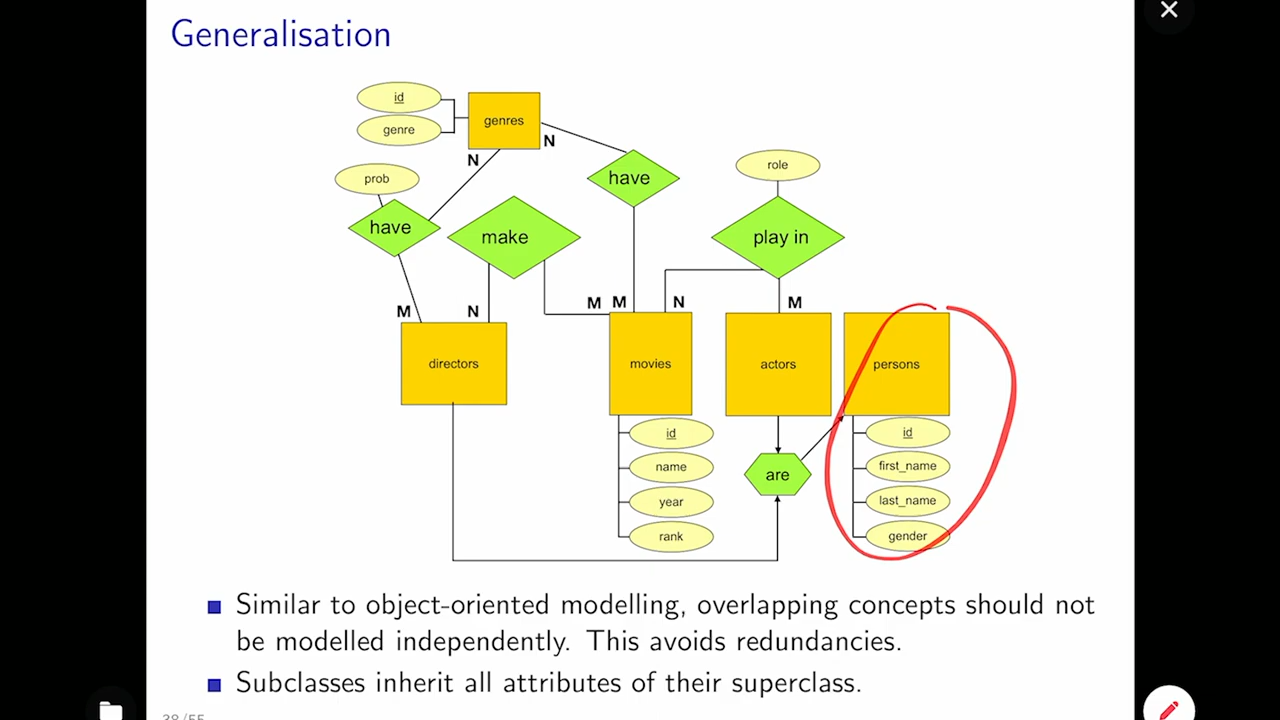 Generalisation
id
genres
genre
N
N
prob
have
role
have
make
play in
M
N
M
M
N
M
directors
movies
actors
persons
id
name
year
rank
are
id
first_name
last_name
gender
Similar to object-oriented modelling, overlapping concepts should not
be modelled independently. This avoids redundancies.
Subclasses inherit all attributes of their superclass.
38/55